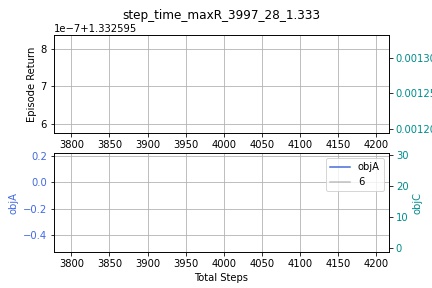 step_time_maxR_3997_28_1.333
1e-7+1.332595
8
7
6
Episode Return
0.00130
0.00125
0.00120
3800 3850 3900 3950 4000 4050 4100 4150 4200
0.2
0.0
−0.2
−0.4
objA
objA
6
30
20
10
0
objC
3800 3850 3900 3950 4000 4050 4100 4150 4200
Total Steps